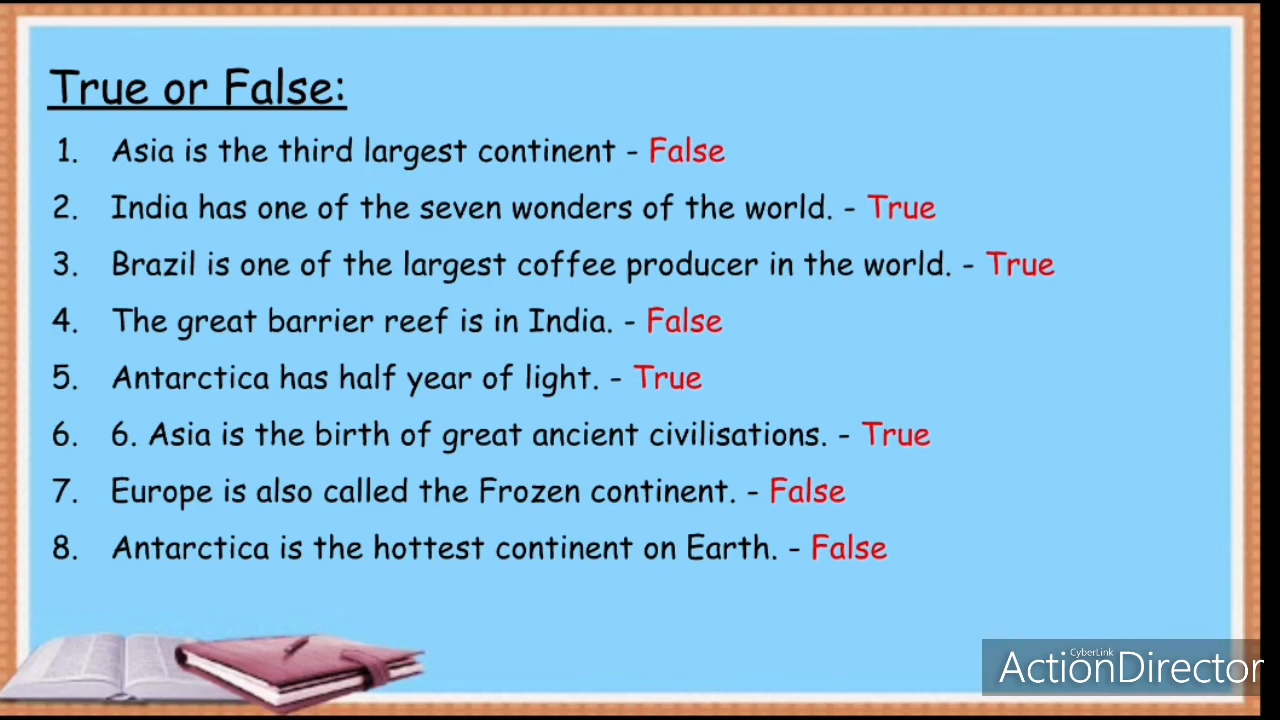 True or False:
1. Asia is the third largest continent - False
2. India has one of the seven wonders of the world. - True
3. Brazil is one of the largest coffee producer in the world. - True
4. The great barrier reef is in India. - False
5. Antarctica has half year of light. - True
6. 6. Asia is the birth of great ancient civilisations. - True
7. Europe is also called the Frozen continent. - False
8. Antarctica is the hottest continent on Earth. - False
CyberLink
ActionDirector